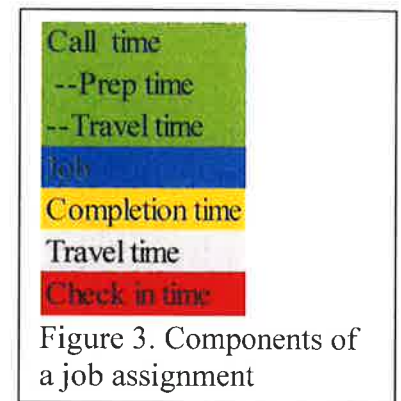 Call time
--Prep time
--Travel time
Job
Completion time
Travel time
Check in time
Figure 3. Components of
a job assignment